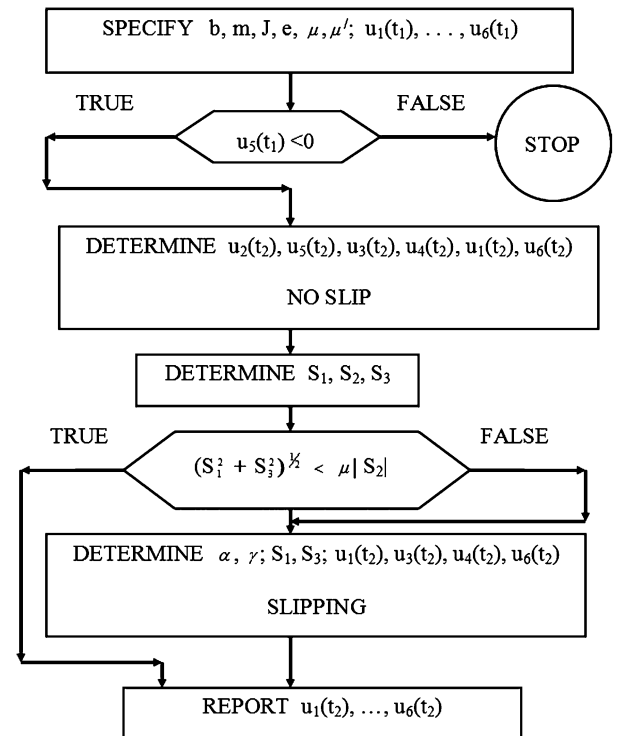 SPECIFY b, m, J, e, μ, μ′; u₁(t₁), . . . , u₆(t₁)
TRUE FALSE
u₅(t₁) <0
STOP
DETERMINE u₂(t₂), u₅(t₂), u₃(t₂), u₄(t₂), u₁(t₂), u₆(t₂)
NO SLIP
DETERMINE S₁, S₂, S₃
TRUE FALSE
(S₁² + S₃²)^½ < μ| S₂|
DETERMINE α, γ; S₁, S₃; u₁(t₂), u₃(t₂), u₄(t₂), u₆(t₂)
SLIPPING
REPORT u₁(t₂), …, u₆(t₂)